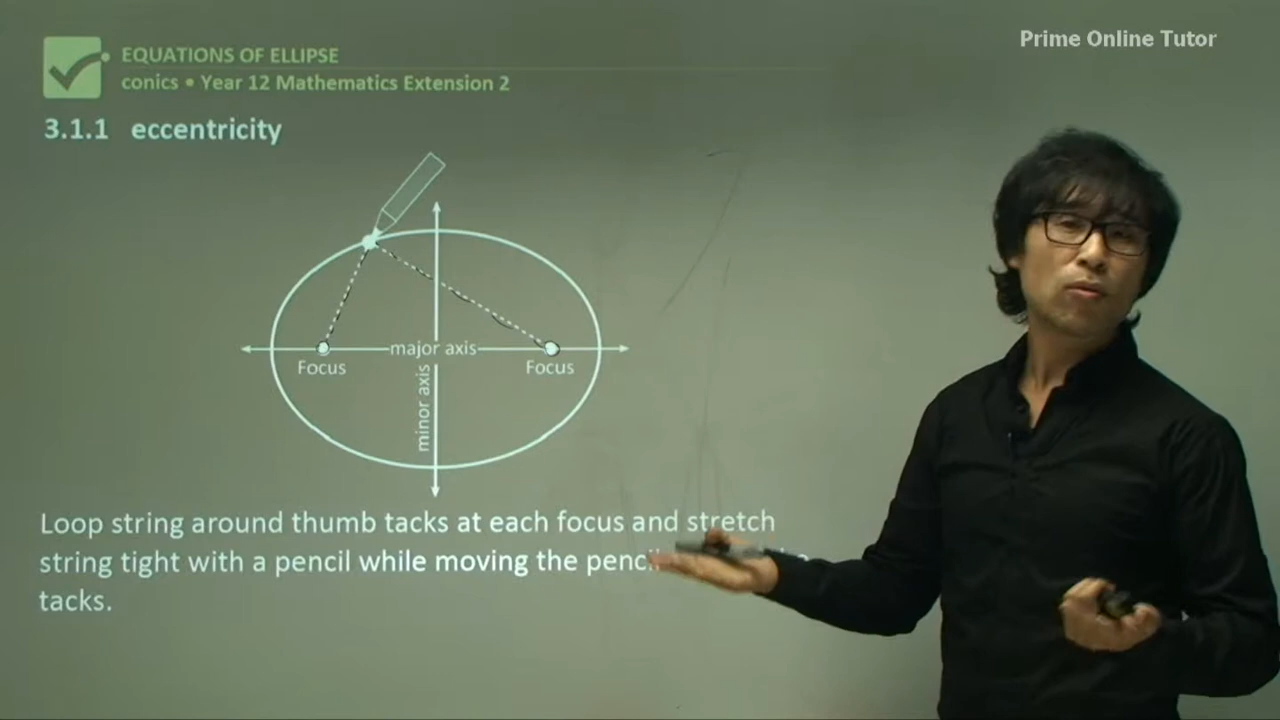 Prime Online Tutor
EQUATIONS OF ELLIPSE
conics • Year 12 Mathematics Extension 2
3.1.1 eccentricity
major axis
Focus
Focus
minor axis
Loop string around thumb tacks at each focus and stretch
string tight with a pencil while moving the
tacks.